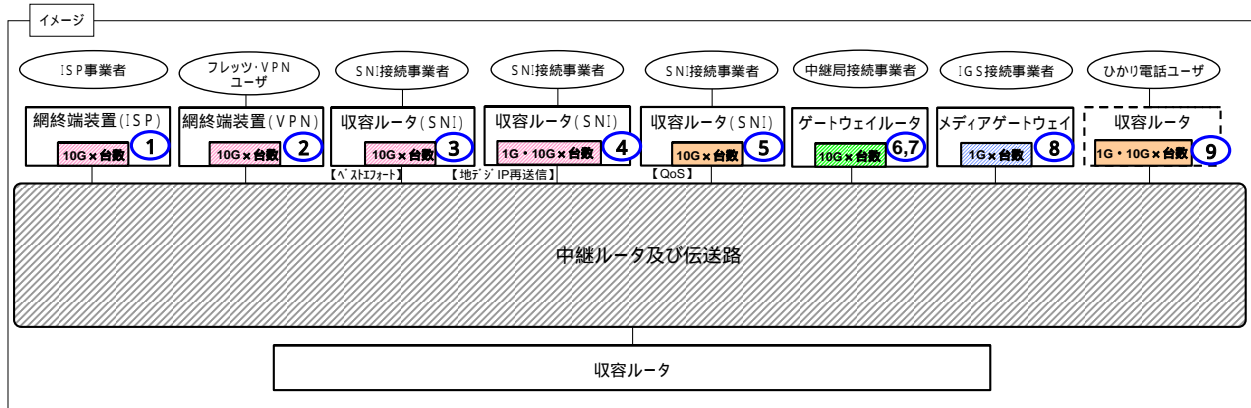 イメージ
ISP事業者
フレッツ・VPN
ユーザ
SNI接続事業者
SNI接続事業者
SNI接続事業者
中継局接続事業者
IGS接続事業者
ひかり電話ユーザ
網終端装置(ISP)
網終端装置(VPN)
収容ルータ(SNI)
収容ルータ(SNI)
収容ルータ(SNI)
ゲートウェイルータ
メディアゲートウェイ
収容ルータ
10G×台数
1
10G×台数
2
10G×台数
3
1G・10G×台数
4
10G×台数
5
10G×台数
6,7
1G×台数
8
1G・10G×台数
9
【ベストエフォート】
【地デジIP再送信】
【QoS】
中継ルータ及び伝送路
収容ルータ